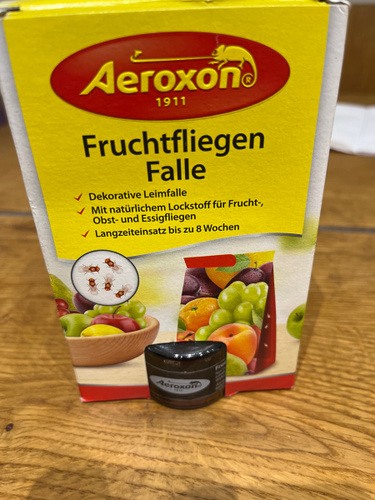 Aeroxon®
1911
Fruchtfliegen
Falle
✓ Dekorative Leimfalle
✓ Mit natürlichem Lockstoff für Frucht-,
Obst- und Essigfliegen
✓ Langzeiteinsatz bis zu 8 Wochen
Aeroxon